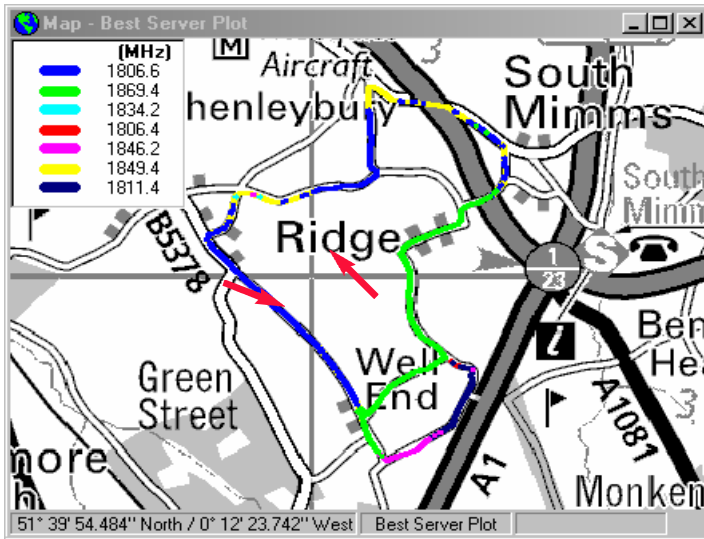 Map - Best Server Plot
(MHz)
1806.6
1869.4
1834.2
1806.4
1846.2
1849.4
1811.4
M
Aircraft
henleybury
3
South
Mimms
South
Mimm
B5378
Ridge
1
23
S
i
Ben
Hea
Well
End
Green
Street
A1081
3
more
h
A1
Monken
51° 39' 54.484" North / 0° 12' 23.742" West
Best Server Plot